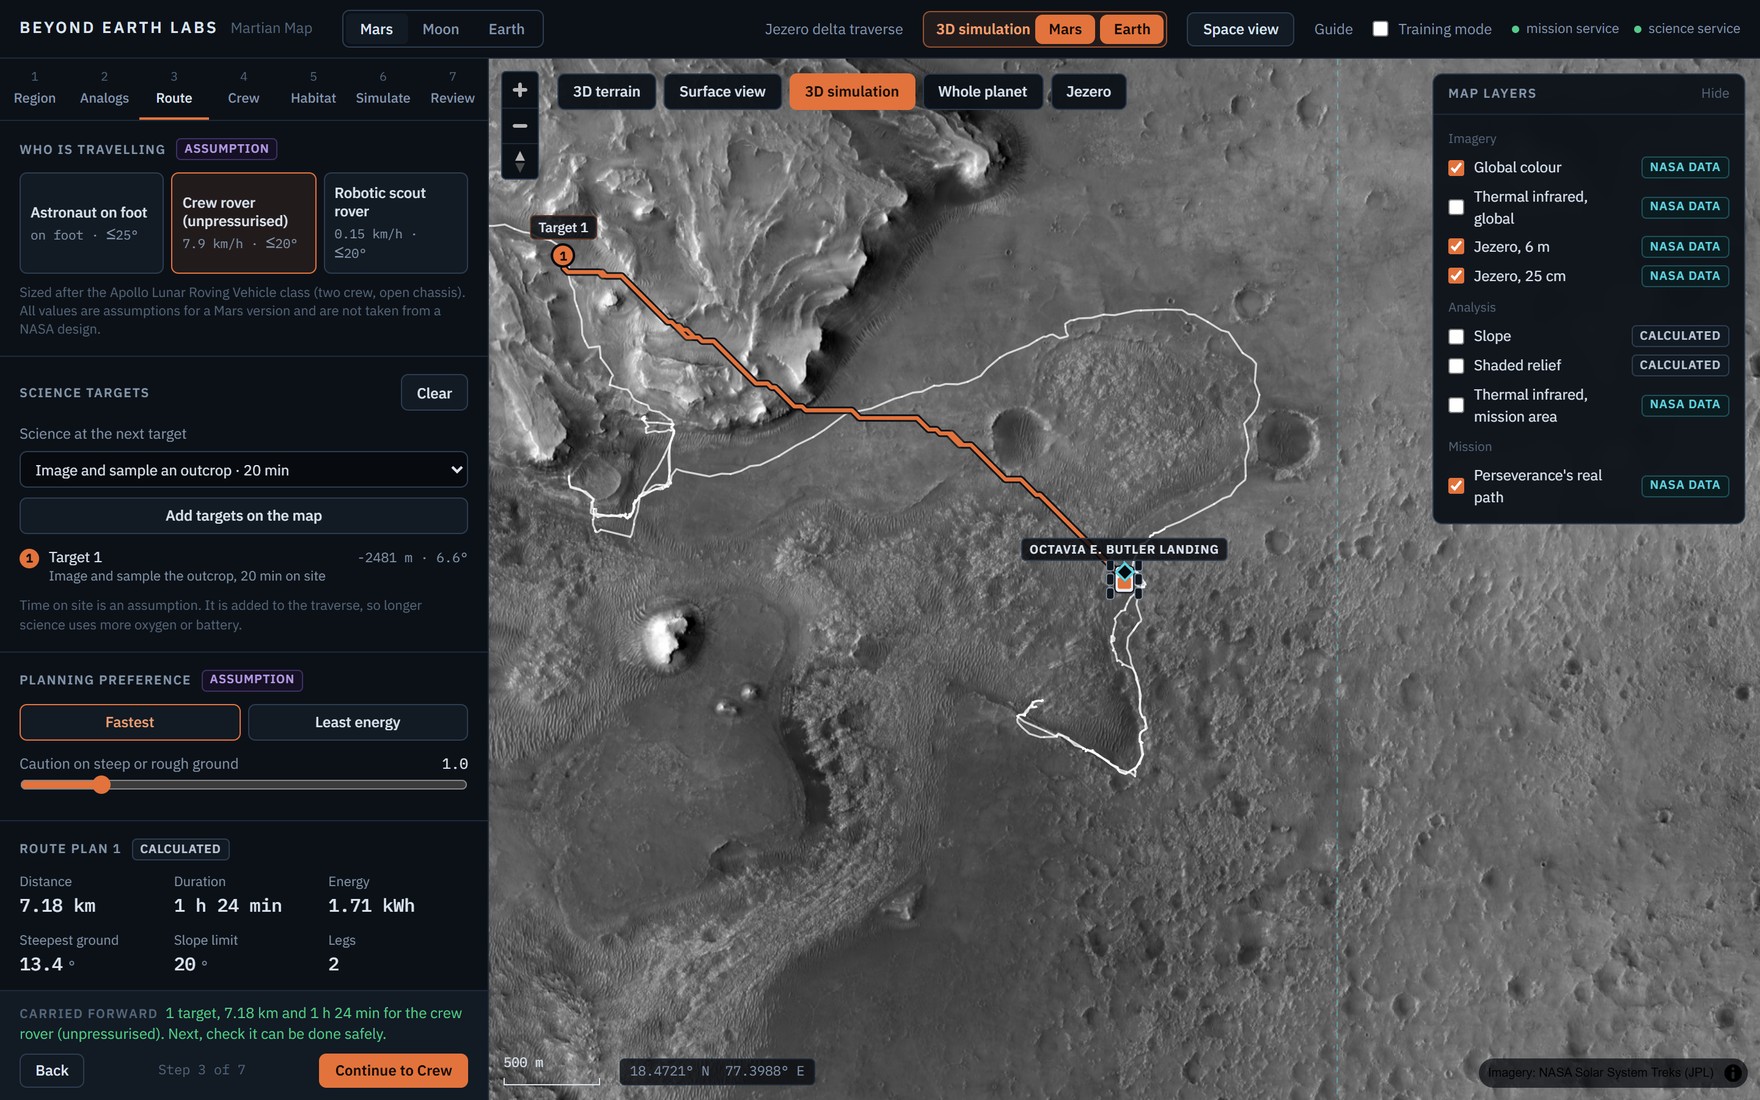 BEYOND EARTH LABS Martian Map
Mars Moon Earth
Jezero delta traverse
3D simulation Mars Earth
Space view
Guide
Training mode
mission service
science service
1 Region
2 Analogs
3 Route
4 Crew
5 Habitat
6 Simulate
7 Review
WHO IS TRAVELLING ASSUMPTION
Astronaut on foot
on foot · ≤25°
Crew rover
(unpressurised)
7.9 km/h · ≤20°
Robotic scout
rover
0.15 km/h ·
≤20°
Sized after the Apollo Lunar Roving Vehicle class (two crew, open chassis).
All values are assumptions for a Mars version and are not taken from a
NASA design.
SCIENCE TARGETS
Clear
Science at the next target
Image and sample an outcrop · 20 min
Add targets on the map
1 Target 1 -2481 m · 6.6°
Image and sample the outcrop, 20 min on site
Time on site is an assumption. It is added to the traverse, so longer
science uses more oxygen or battery.
PLANNING PREFERENCE ASSUMPTION
Fastest
Least energy
Caution on steep or rough ground 1.0
ROUTE PLAN 1 CALCULATED
Distance Duration Energy
7.18 km 1 h 24 min 1.71 kWh
Steepest ground Slope limit Legs
13.4 ° 20 ° 2
CARRIED FORWARD 1 target, 7.18 km and 1 h 24 min for the crew
rover (unpressurised). Next, check it can be done safely.
Back
Step 3 of 7
Continue to Crew
3D terrain
Surface view
3D simulation
Whole planet
Jezero
Target 1
1
OCTAVIA E. BUTLER LANDING
MAP LAYERS Hide
Imagery
Global colour NASA DATA
Thermal infrared,
global NASA DATA
Jezero, 6 m NASA DATA
Jezero, 25 cm NASA DATA
Analysis
Slope CALCULATED
Shaded relief CALCULATED
Thermal infrared,
mission area NASA DATA
Mission
Perseverance's real
path NASA DATA
500 m
18.4721° N 77.3988° E
Imagery: NASA Solar System Treks (JPL)